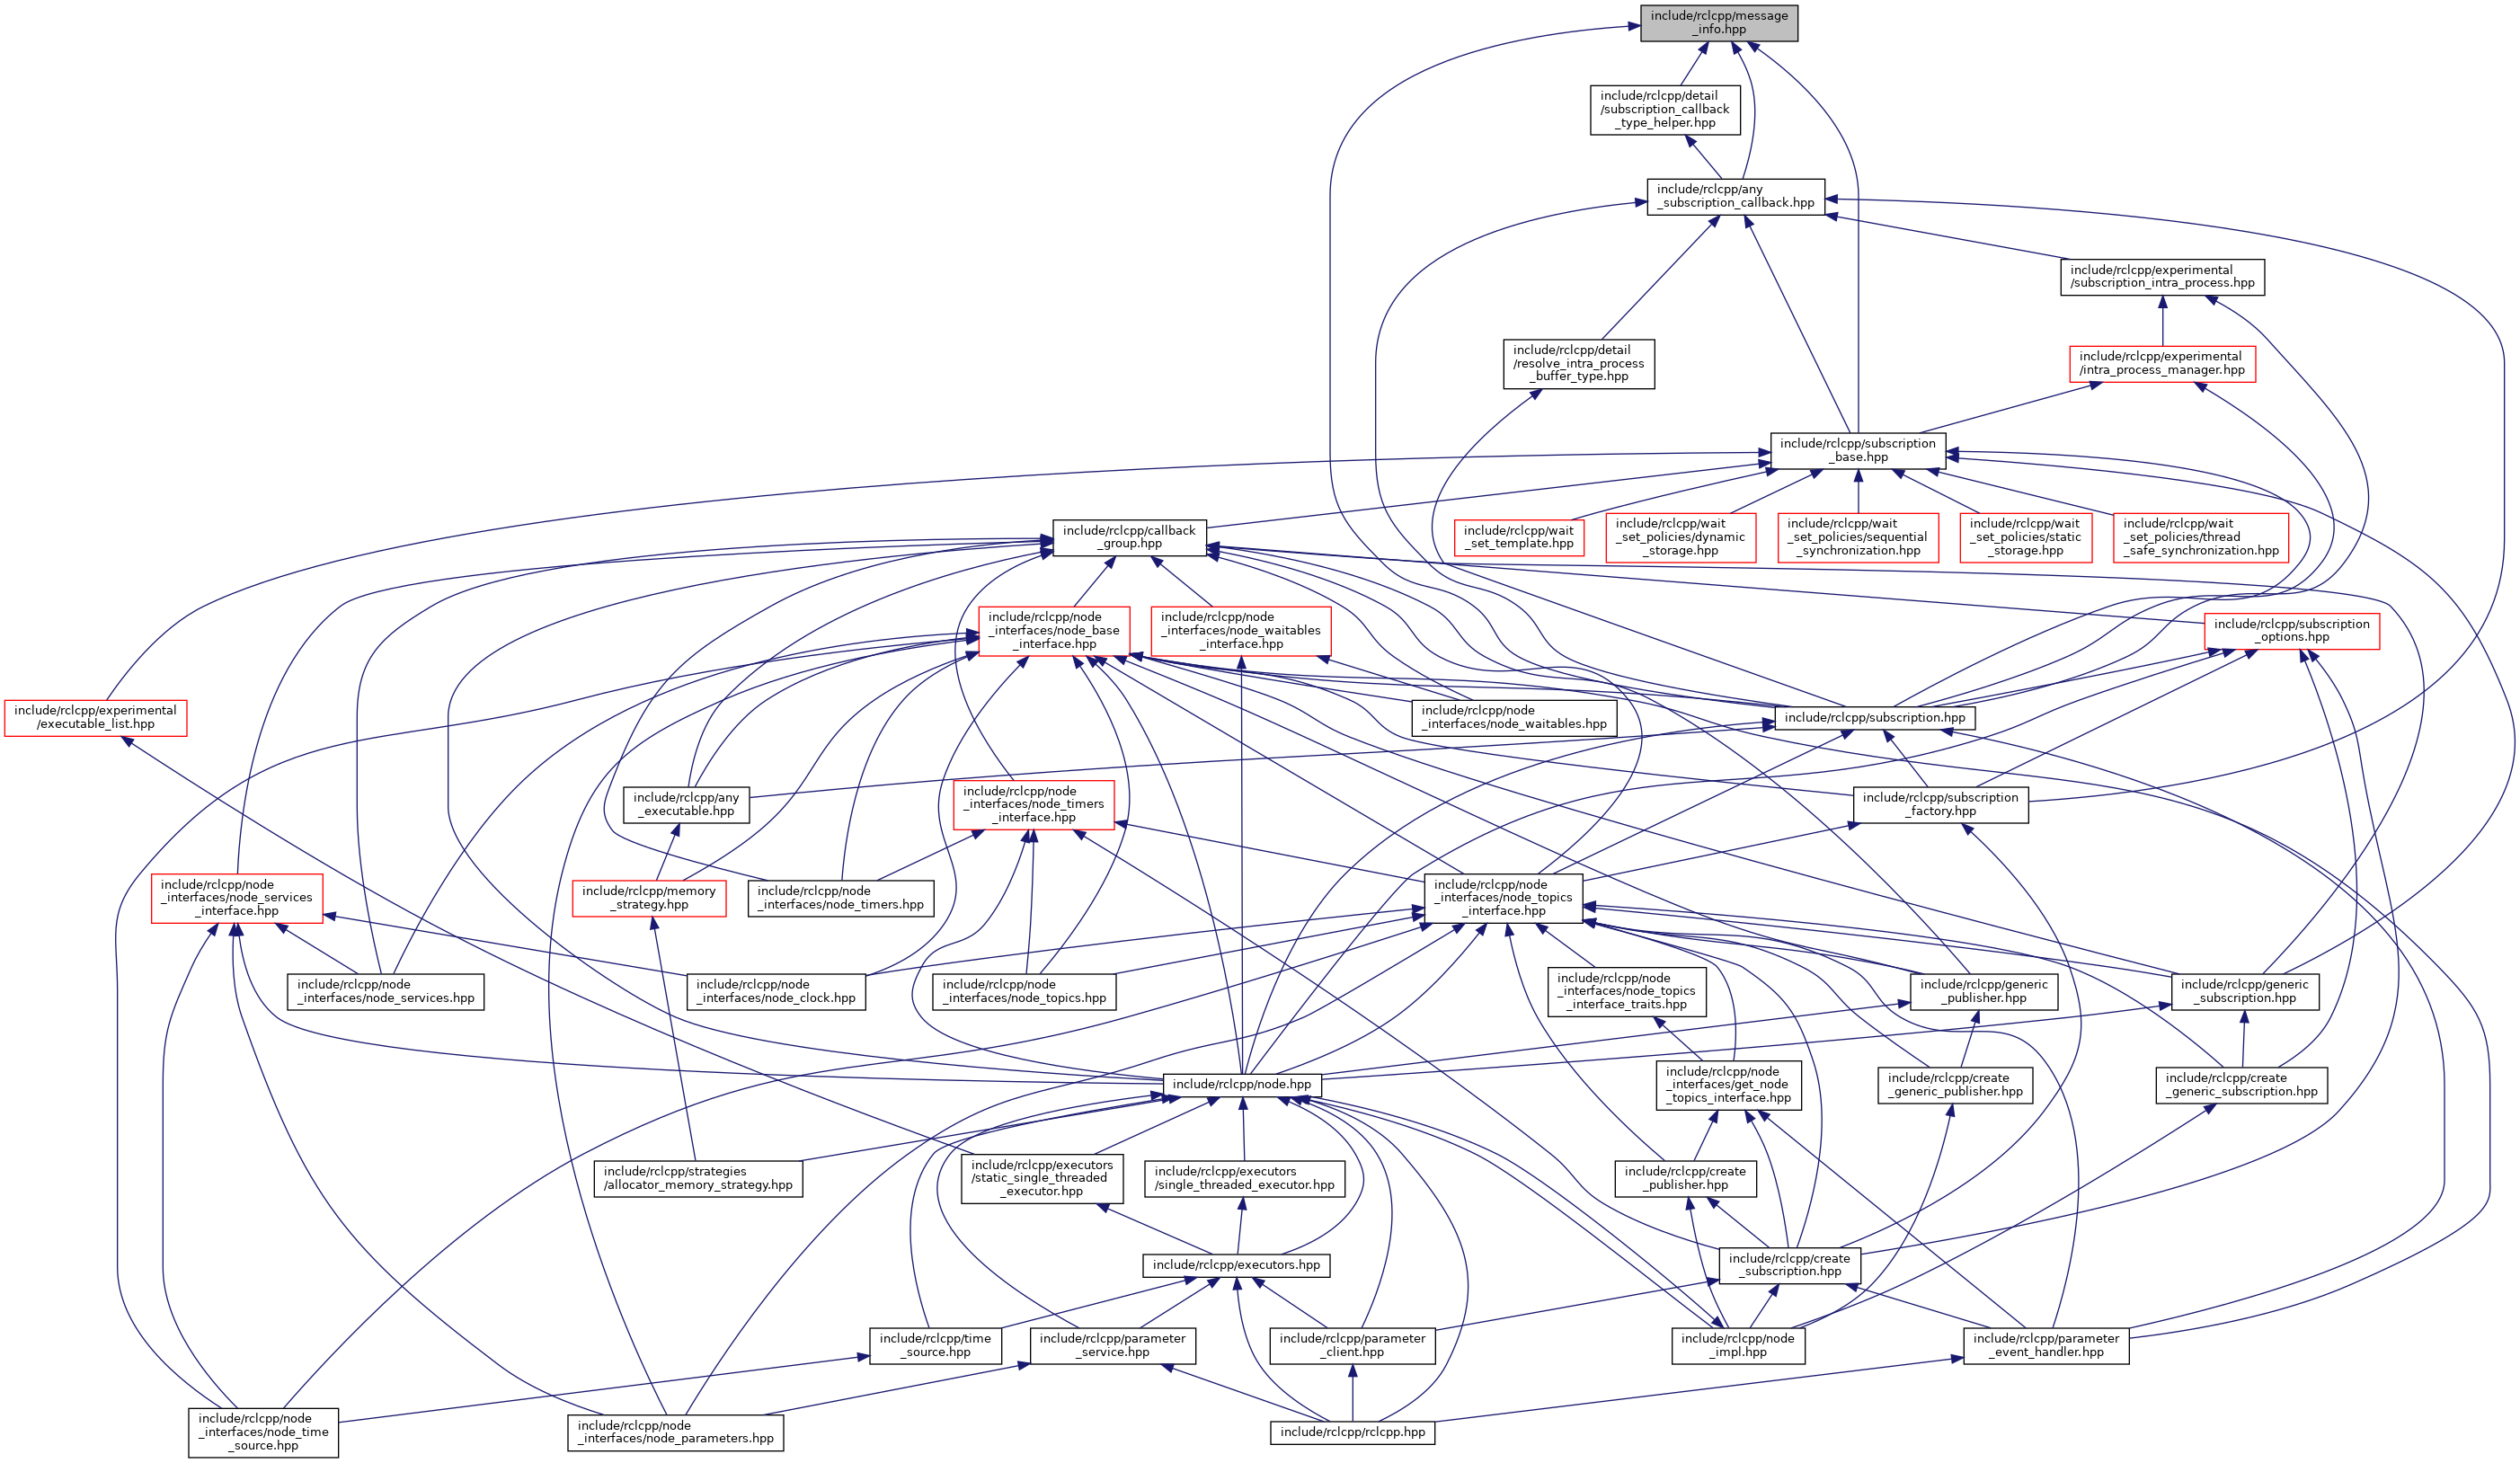 include/rclcpp/message
_info.hpp
include/rclcpp/detail
/subscription_callback
_type_helper.hpp
include/rclcpp/any
_subscription_callback.hpp
include/rclcpp/experimental
/subscription_intra_process.hpp
include/rclcpp/detail
/resolve_intra_process
_buffer_type.hpp
include/rclcpp/experimental
/intra_process_manager.hpp
include/rclcpp/subscription
_base.hpp
include/rclcpp/callback
_group.hpp
include/rclcpp/wait
_set_template.hpp
include/rclcpp/wait
_set_policies/dynamic
_storage.hpp
include/rclcpp/wait
_set_policies/sequential
_synchronization.hpp
include/rclcpp/wait
_set_policies/static
_storage.hpp
include/rclcpp/wait
_set_policies/thread
_safe_synchronization.hpp
include/rclcpp/node
_interfaces/node_base
_interface.hpp
include/rclcpp/node
_interfaces/node_waitables
_interface.hpp
include/rclcpp/subscription
_options.hpp
include/rclcpp/experimental
/executable_list.hpp
include/rclcpp/node
_interfaces/node_waitables.hpp
include/rclcpp/subscription.hpp
include/rclcpp/any
_executable.hpp
include/rclcpp/node
_interfaces/node_timers
_interface.hpp
include/rclcpp/subscription
_factory.hpp
include/rclcpp/node
_interfaces/node_services
_interface.hpp
include/rclcpp/memory
_strategy.hpp
include/rclcpp/node
_interfaces/node_timers.hpp
include/rclcpp/node
_interfaces/node_topics
_interface.hpp
include/rclcpp/node
_interfaces/node_services.hpp
include/rclcpp/node
_interfaces/node_clock.hpp
include/rclcpp/node
_interfaces/node_topics.hpp
include/rclcpp/node
_interfaces/node_topics
_interface_traits.hpp
include/rclcpp/generic
_publisher.hpp
include/rclcpp/generic
_subscription.hpp
include/rclcpp/node.hpp
include/rclcpp/node
_interfaces/get_node
_topics_interface.hpp
include/rclcpp/create
_generic_publisher.hpp
include/rclcpp/create
_generic_subscription.hpp
include/rclcpp/strategies
/allocator_memory_strategy.hpp
include/rclcpp/executors
/static_single_threaded
_executor.hpp
include/rclcpp/executors
/single_threaded_executor.hpp
include/rclcpp/create
_publisher.hpp
include/rclcpp/executors.hpp
include/rclcpp/create
_subscription.hpp
include/rclcpp/time
_source.hpp
include/rclcpp/parameter
_service.hpp
include/rclcpp/parameter
_client.hpp
include/rclcpp/node
_impl.hpp
include/rclcpp/parameter
_event_handler.hpp
include/rclcpp/node
_interfaces/node_time
_source.hpp
include/rclcpp/node
_interfaces/node_parameters.hpp
include/rclcpp/rclcpp.hpp